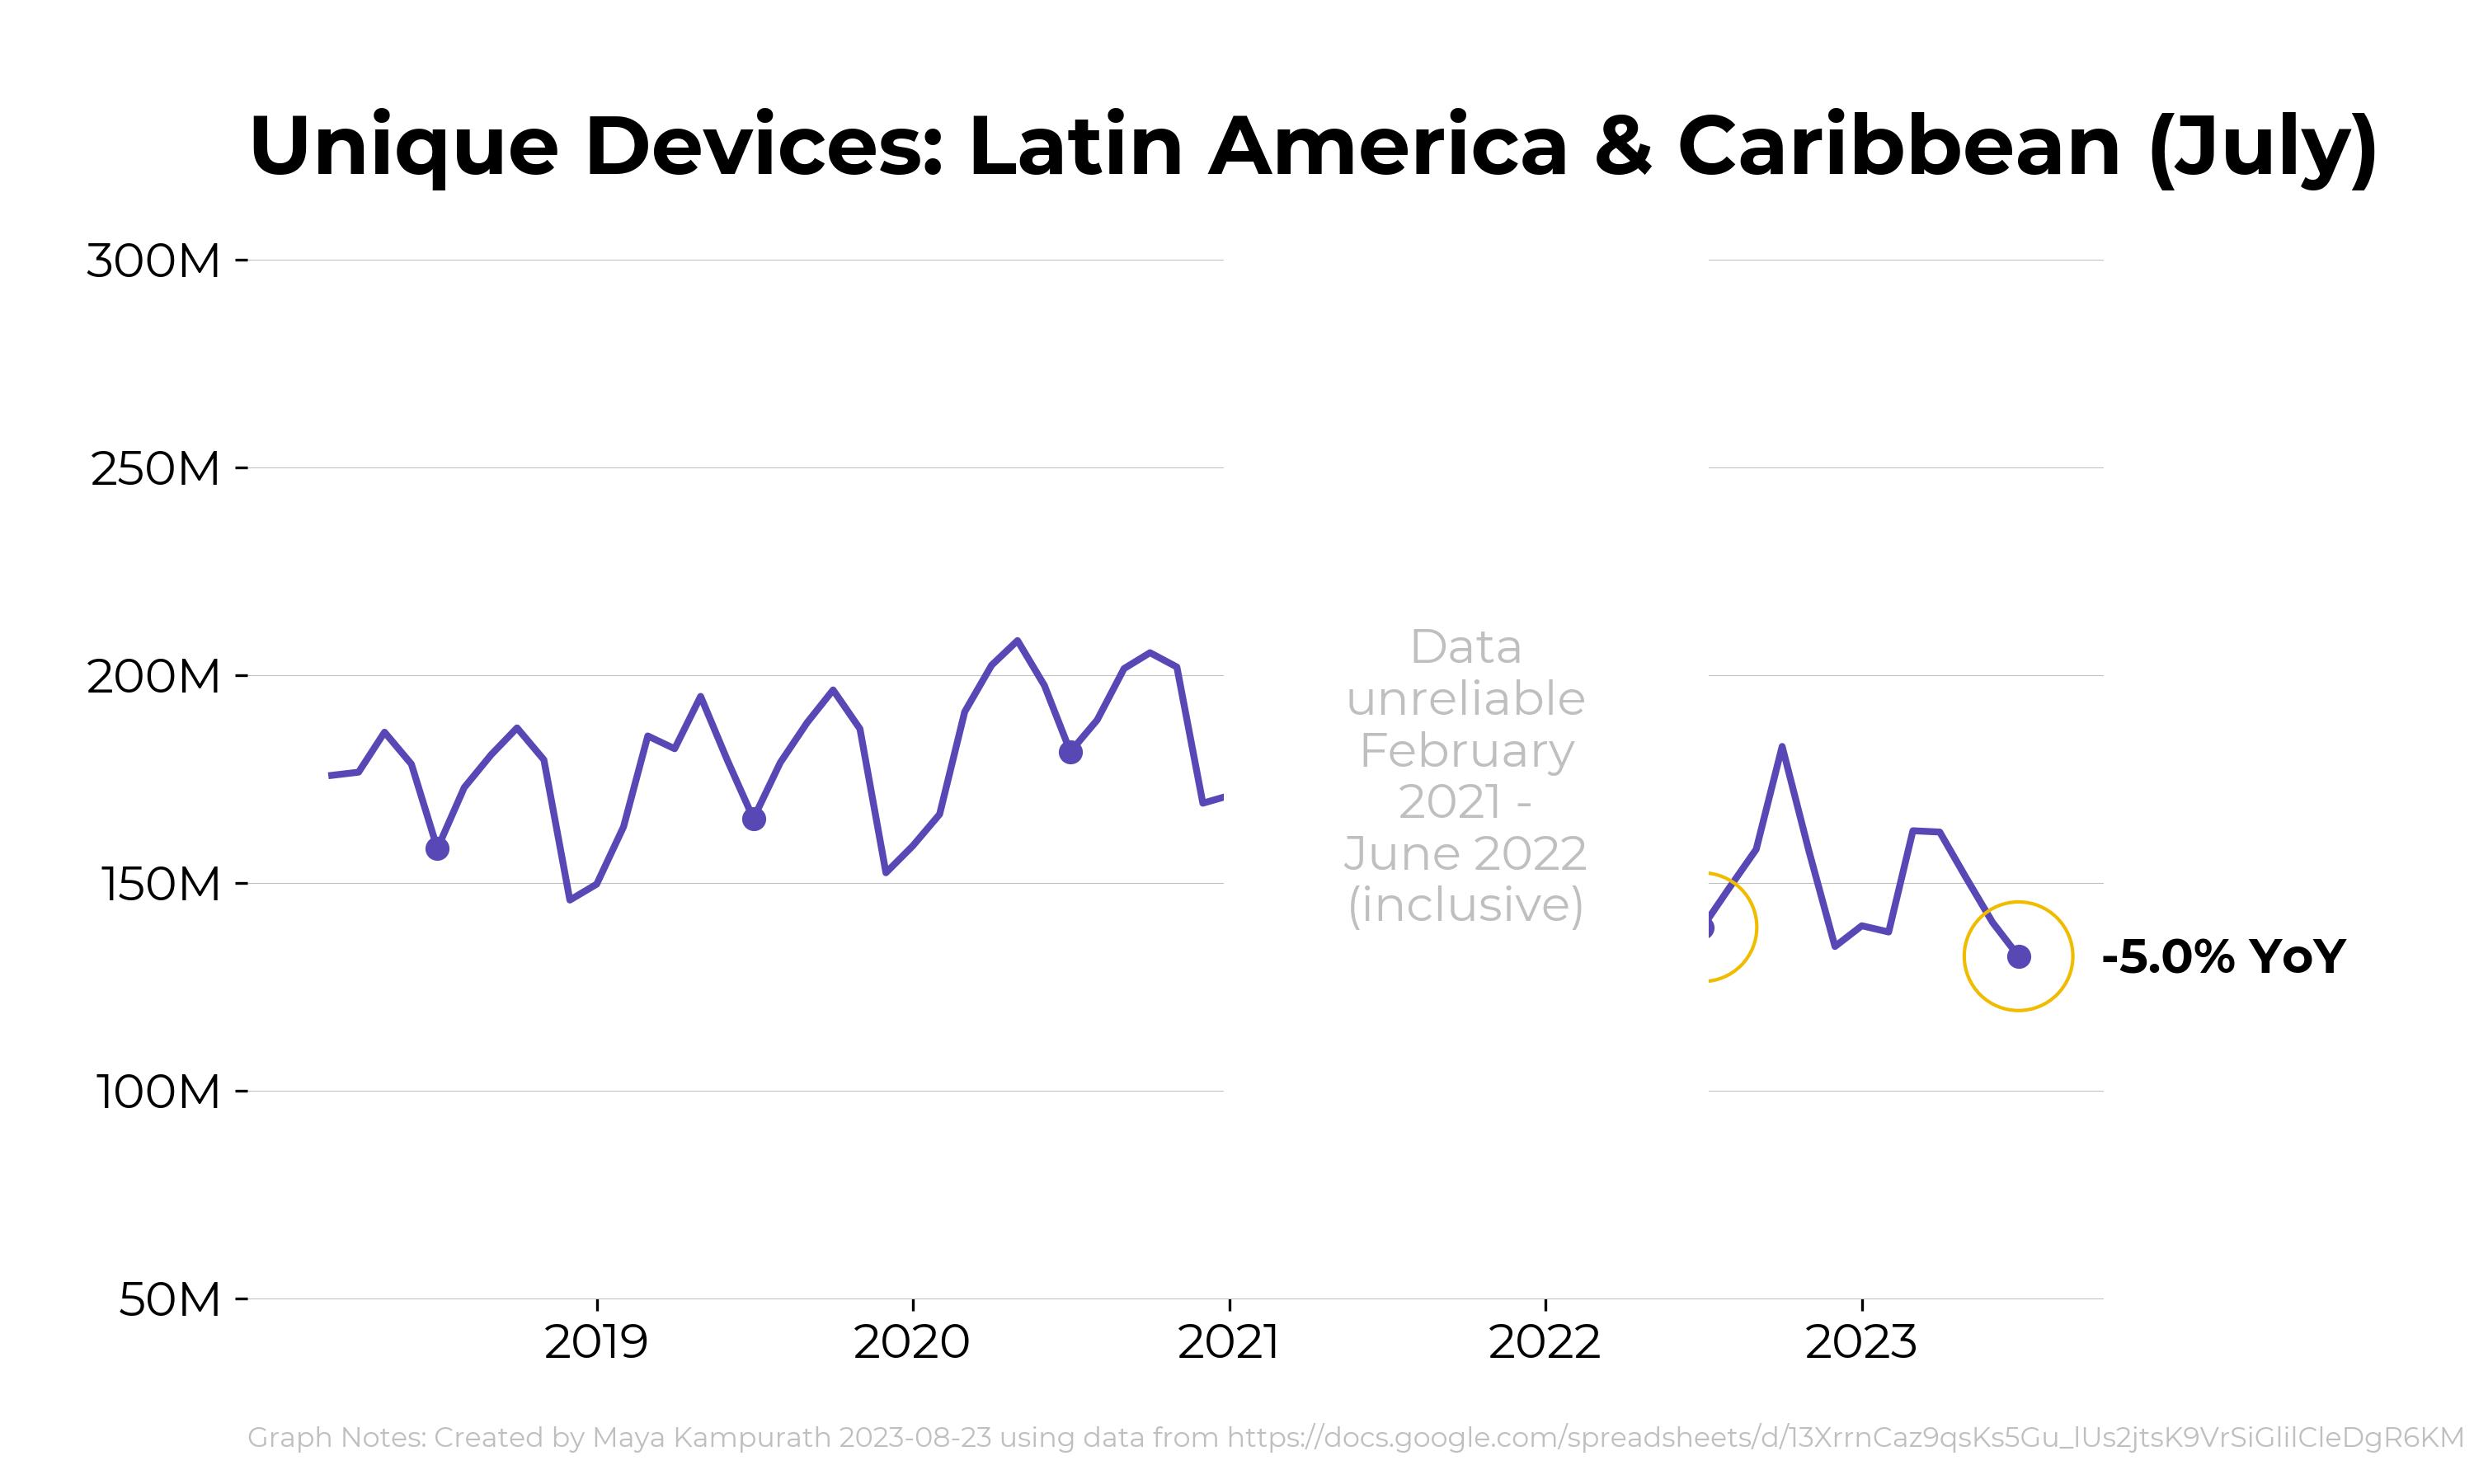 Unique Devices: Latin America & Caribbean (July)
300M
250M
200M
150M
100M
50M
Data
unreliable
February
2021 -
June 2022
(inclusive)
-5.0% YoY
2019
2020
2021
2022
2023
Graph Notes: Created by Maya Kampurath 2023-08-23 using data from https://docs.google.com/spreadsheets/d/13XrrnCaz9qsKs5Gu_lUs2jtsK9VrSiGlilCleDgR6KM